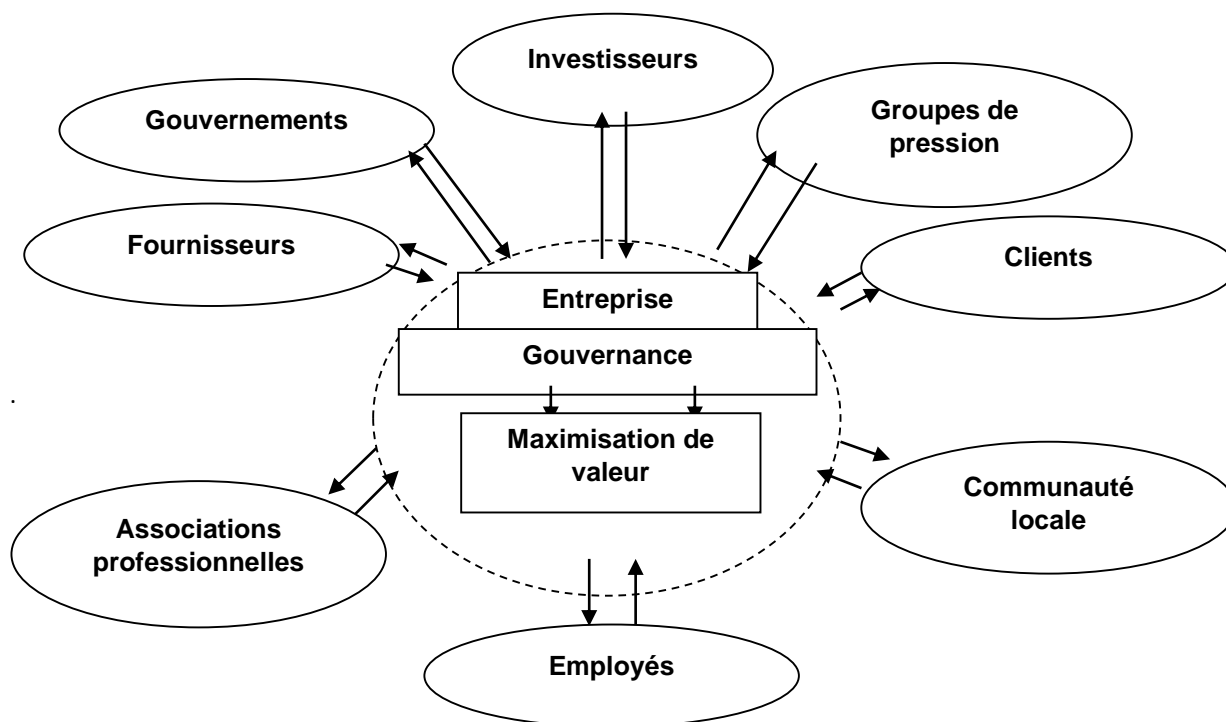 Investisseurs
Gouvernements
Groupes de
pression
Fournisseurs
Clients
Entreprise
Gouvernance
Maximisation de
valeur
Associations
professionnelles
Communauté
locale
Employés
.